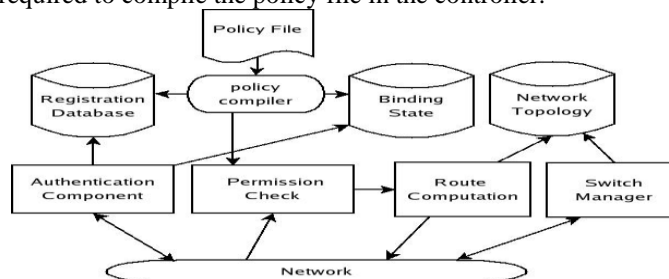 required to compile the policy file in the controller.
Policy File
policy
compiler
Registration
Database
Binding
State
Network
Topology
Authentication
Component
Permission
Check
Route
Computation
Switch
Manager
Network